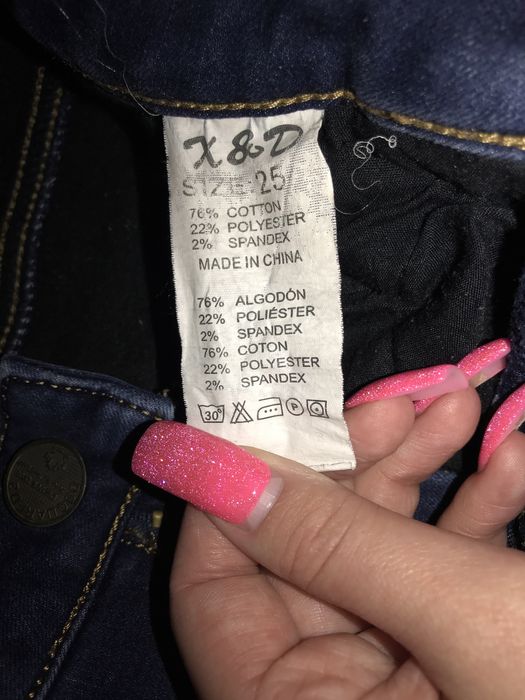 X&D
SIZE 25
76% COTTON
22% POLYESTER
2% SPANDEX
MADE IN CHINA
76% ALGODÓN
22% POLIÉSTER
2% SPANDEX
76% COTON
22% POLYESTER
2% SPANDEX
30° P